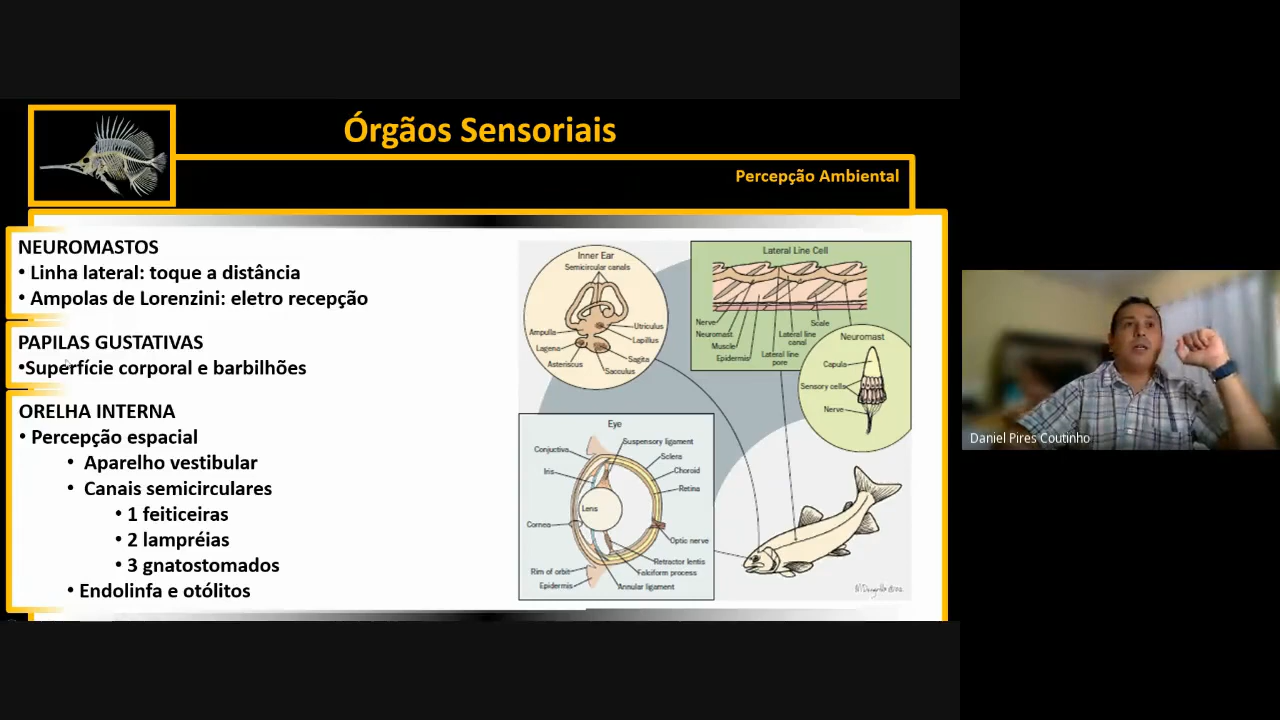 Órgãos Sensoriais
Percepção Ambiental
NEUROMASTOS
• Linha lateral: toque a distância
• Ampolas de Lorenzini: eletro recepção
PAPILAS GUSTATIVAS
•Superfície corporal e barbilhões
ORELHA INTERNA
• Percepção espacial
• Aparelho vestibular
• Canais semicirculares
• 1 feiticeiras
• 2 lampréias
• 3 gnatostomados
• Endolinfa e otólitos
Inner Ear
Semicircular canals
Ampulla
Utriculus
Lapillus
Lagena
Sagita
Asteriscus
Sacculus
Lateral Line Cell
Nerve
Scale
Neuromast
Lateral line
canal
Muscle
Epidermis
Lateral line
pore
Neuromast
Capula
Sensory cells
Nerve
Eye
Suspensory ligament
Conjuctiva
Sclera
Iris
Choroid
Retina
Lens
Cornea
Optic nerve
Retractor lentis
Rim of orbit
Falciform process
Epidermis
Annular ligament
Daniel Pires Coutinho